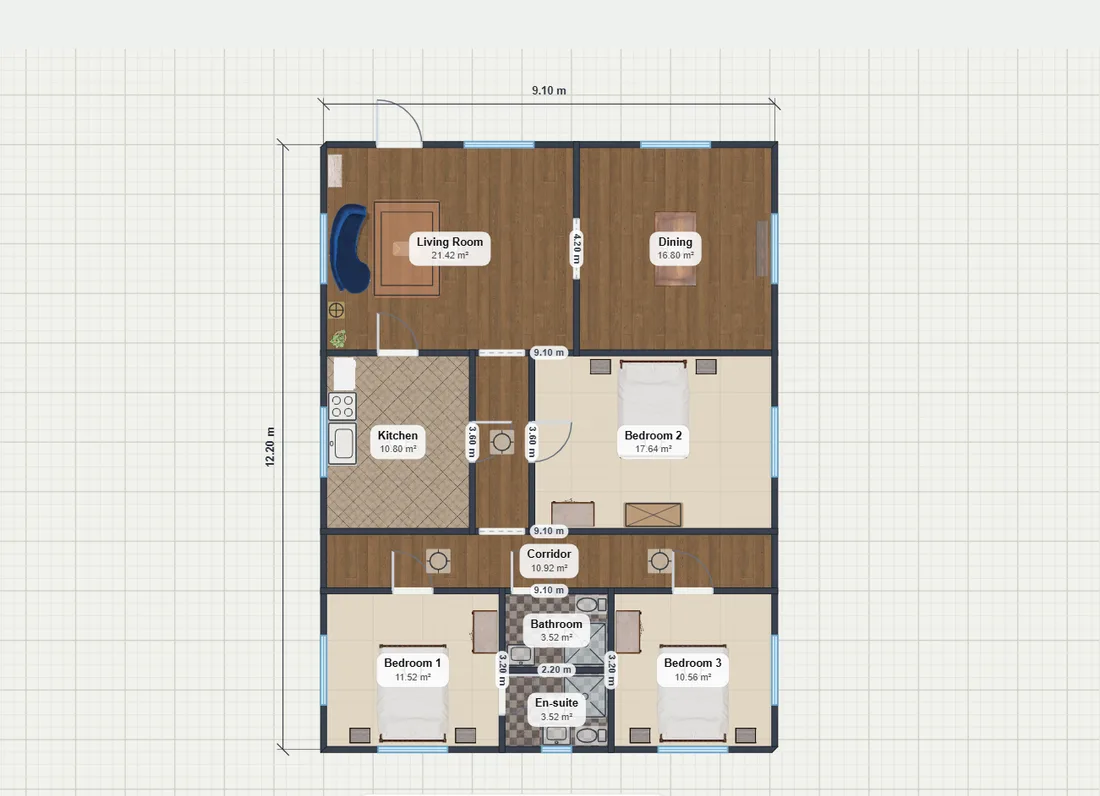 9.10 m
Living Room
21.42 m²
4.20 m
Dining
16.80 m²
9.10 m
12.20 m
Kitchen
10.80 m²
3.60 m
3.60 m
Bedroom 2
17.64 m²
9.10 m
Corridor
10.92 m²
9.10 m
Bathroom
3.52 m²
Bedroom 1
11.52 m²
3.20 m
2.20 m
3.20 m
Bedroom 3
10.56 m²
En-suite
3.52 m²